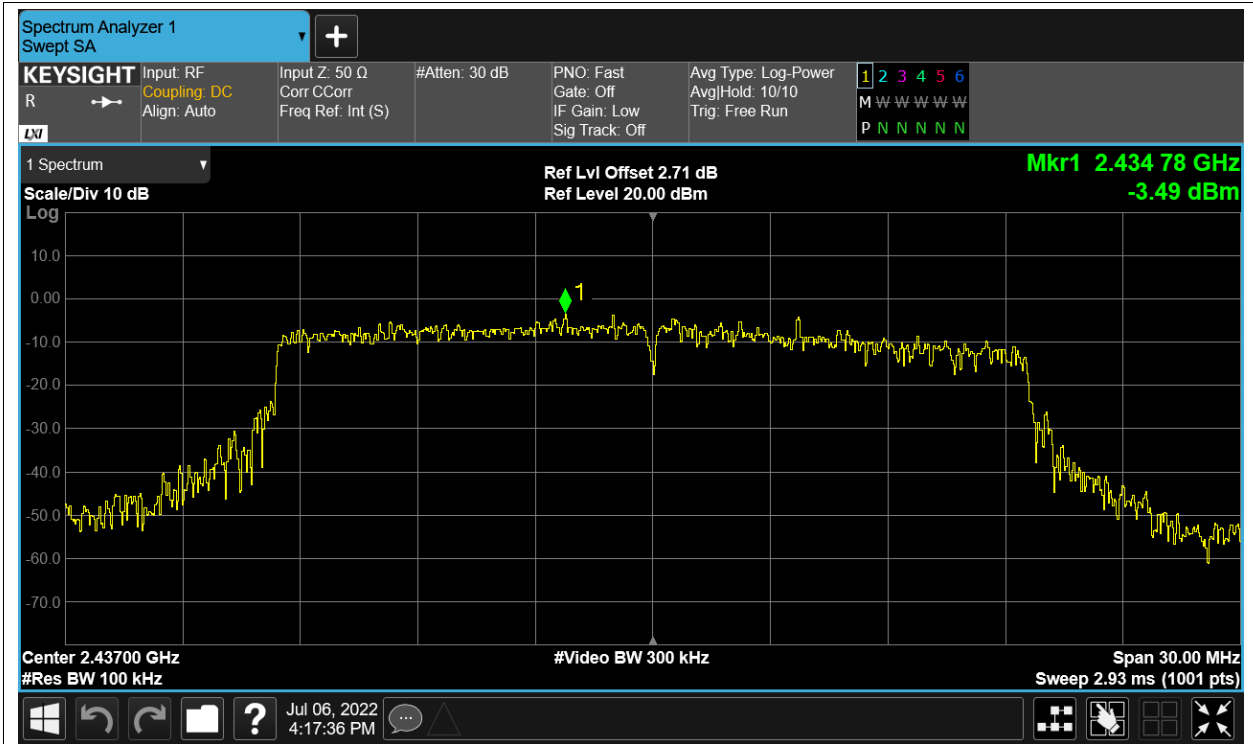 Spectrum Analyzer 1
Swept SA
KEYSIGHT
R
LXI
Input: RF
Coupling: DC
Align: Auto
Input Z: 50 Ω
Corr CCorr
Freq Ref: Int (S)
#Atten: 30 dB
PNO: Fast
Gate: Off
IF Gain: Low
Sig Track: Off
Avg Type: Log-Power
Avg|Hold: 10/10
Trig: Free Run
1 2 3 4 5 6
M W W W W W
P N N N N N
1 Spectrum
Scale/Div 10 dB
Log
Ref Lvl Offset 2.71 dB
Ref Level 20.00 dBm
Mkr1 2.434 78 GHz
-3.49 dBm
10.0
0.00
-10.0
-20.0
-30.0
-40.0
-50.0
-60.0
-70.0
1
Center 2.43700 GHz
#Res BW 100 kHz
#Video BW 300 kHz
Span 30.00 MHz
Sweep 2.93 ms (1001 pts)
?
Jul 06, 2022
4:17:36 PM